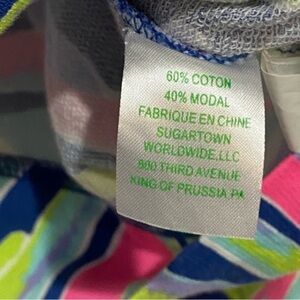 60% COTON
40% MODAL
FABRIQUE EN CHINE
SUGARTOWN
WORLDWIDE,LLC
800 THIRD AVENUE
KING OF PRUSSIA PA